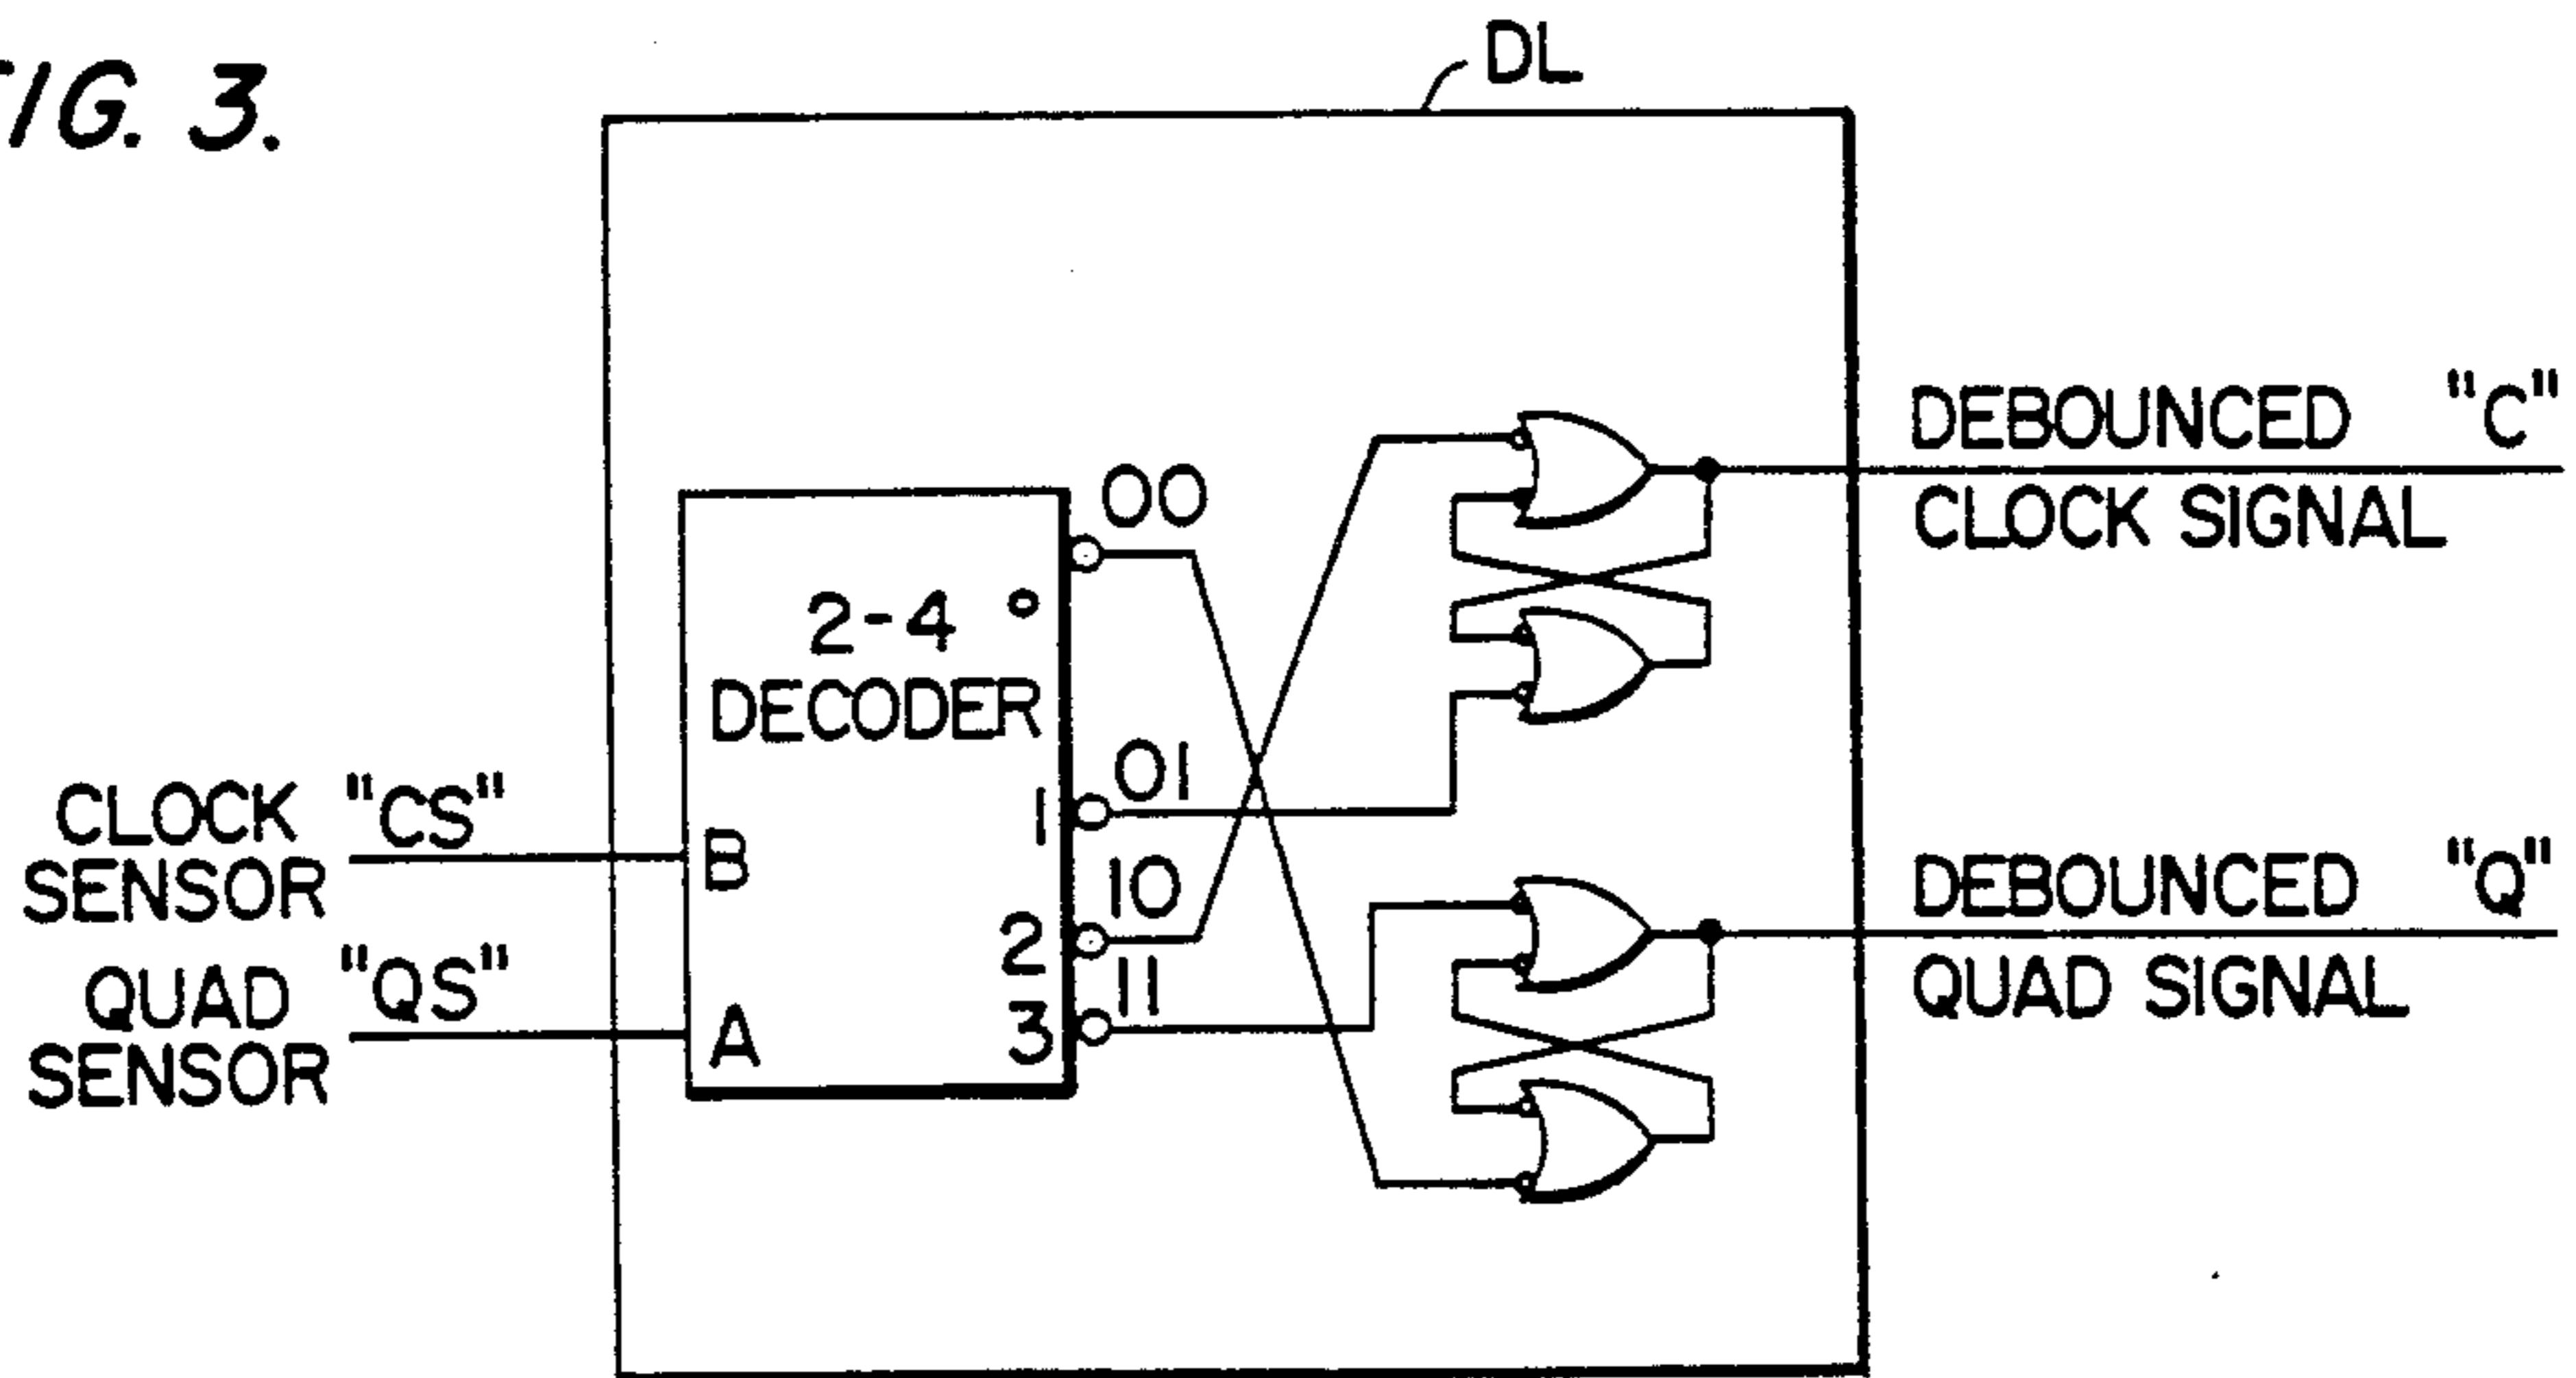 FIG. 3.
DL
00
2-4 0
DECODER
01
1
10
2
11
3
B
A
CLOCK "CS"
SENSOR
QUAD "QS"
SENSOR
DEBOUNCED "C"
CLOCK SIGNAL
DEBOUNCED "Q"
QUAD SIGNAL